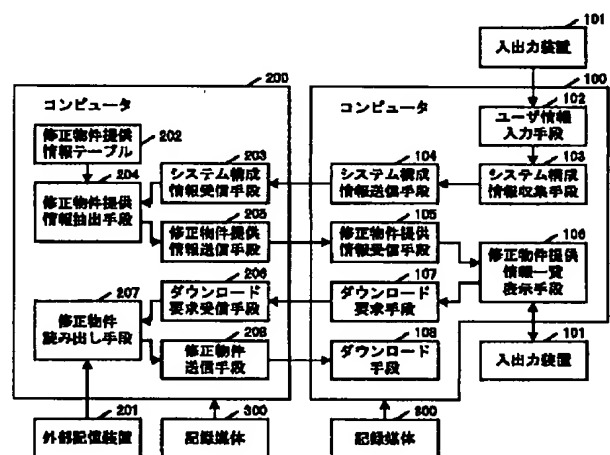 101
入出力装置
200
100
コンピュータ
コンピュータ
102
ユーザ情報
入力手段
修正物件提供
情報テーブル
202
203
システム構成
情報受信手段
104
システム構成
情報送信手段
103
システム構成
情報収集手段
204
修正物件提供
情報抽出手段
205
修正物件提供
情報送信手段
105
修正物件提供
情報受信手段
106
修正物件提供
情報一覧
表示手段
206
ダウンロード
要求受信手段
107
ダウンロード
要求手段
207
修正物件
読み出し手段
208
修正物件
送信手段
108
ダウンロード
手段
101
入出力装置
201
外部記憶装置
300
記録媒体
300
記録媒体